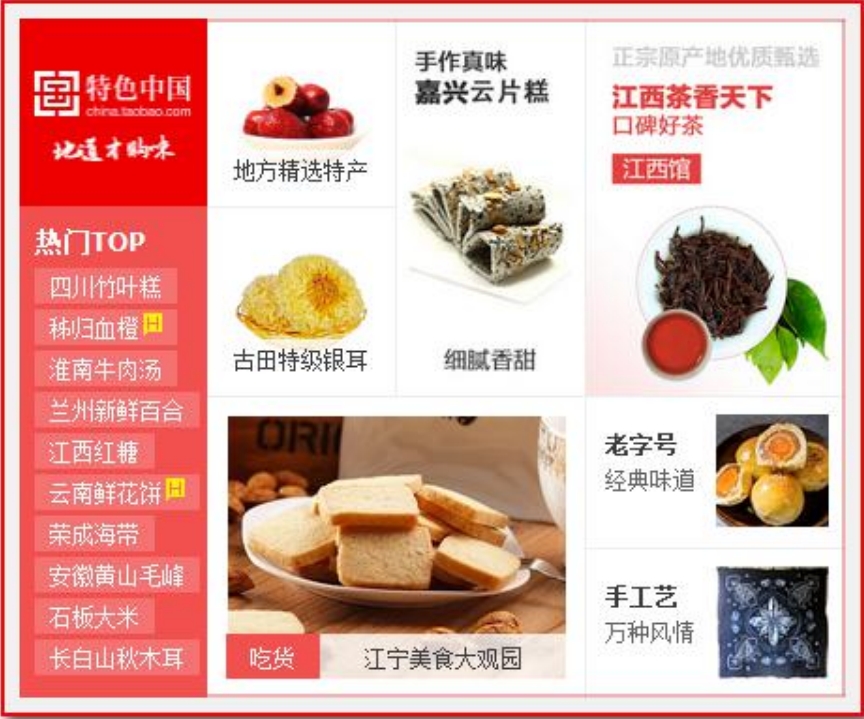 特色中国
china.taobao.com
地道才够味
热门TOP
四川竹叶糕
秭归血橙H
淮南牛肉汤
兰州新鲜百合
江西红糖
云南鲜花饼H
荣成海带
安徽黄山毛峰
石板大米
长白山秋木耳
地方精选特产
古田特级银耳
手作真味
嘉兴云片糕
细腻香甜
正宗原产地优质甄选
江西茶香天下
口碑好茶
江西馆
ORI
吃货
江宁美食大观园
老字号
经典味道
手工艺
万种风情